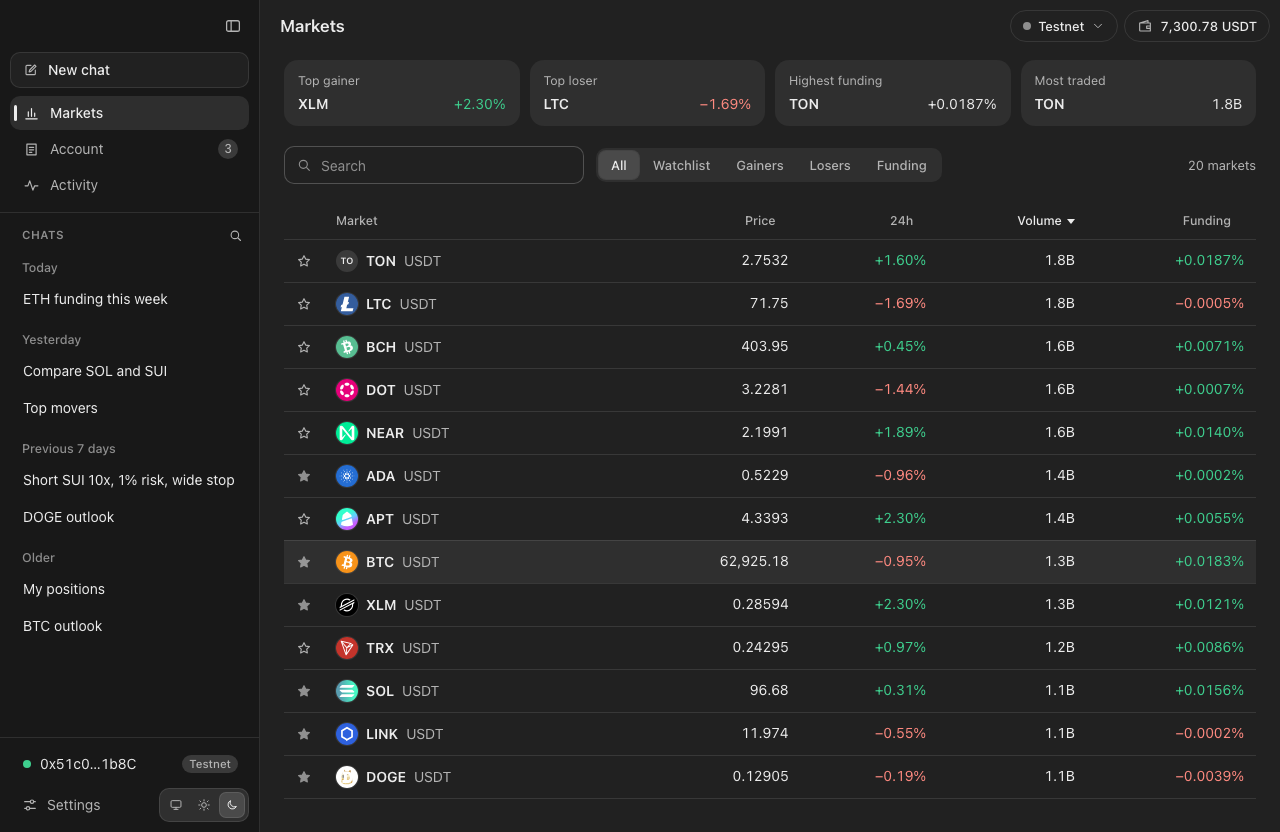 New chat
Markets
Account 3
Activity
CHATS
Today
ETH funding this week
Yesterday
Compare SOL and SUI
Top movers
Previous 7 days
Short SUI 10x, 1% risk, wide stop
DOGE outlook
Older
My positions
BTC outlook
0x51c0...1b8C Testnet
Settings
Markets
Testnet 7,300.78 USDT
Top gainer
XLM +2.30%
Top loser
LTC −1.69%
Highest funding
TON +0.0187%
Most traded
TON 1.8B
Search All Watchlist Gainers Losers Funding 20 markets
Market Price 24h Volume Funding
TO TON USDT 2.7532 +1.60% 1.8B +0.0187%
LTC USDT 71.75 −1.69% 1.8B −0.0005%
BCH USDT 403.95 +0.45% 1.6B +0.0071%
DOT USDT 3.2281 −1.44% 1.6B +0.0007%
NEAR USDT 2.1991 +1.89% 1.6B +0.0140%
ADA USDT 0.5229 −0.96% 1.4B +0.0002%
APT USDT 4.3393 +2.30% 1.4B +0.0055%
BTC USDT 62,925.18 −0.95% 1.3B +0.0183%
XLM USDT 0.28594 +2.30% 1.3B +0.0121%
TRX USDT 0.24295 +0.97% 1.2B +0.0086%
SOL USDT 96.68 +0.31% 1.1B +0.0156%
LINK USDT 11.974 −0.55% 1.1B −0.0002%
DOGE USDT 0.12905 −0.19% 1.1B −0.0039%